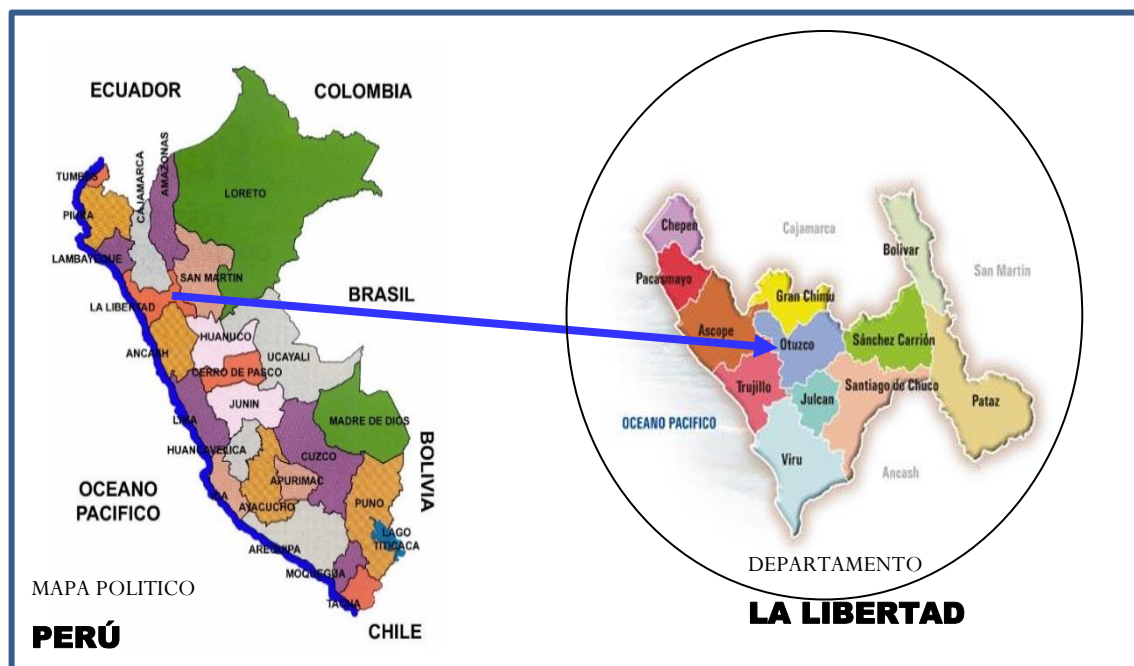 ECUADOR
COLOMBIA
TUMBES
PIURA
CAJAMARCA
AMAZONAS
LORETO
LAMBAYEQUE
SAN MARTIN
LA LIBERTAD
BRASIL
ANCASH
HUANUCO
UCAYALI
CERRO DE PASCO
JUNIN
LIMA
MADRE DE DIOS
HUANCAVELICA
CUZCO
BOLIVIA
APURIMAC
OCEANO
PACIFICO
ICA
AYACUCHO
PUNO
LAGO
TITICACA
AREQUIPA
MOQUEGUA
TACNA
CHILE
MAPA POLITICO
PERÚ
Chepen
Cajamarca
Bolivar
San Martin
Pacasmayo
Gran Chimu
Ascope
Otuzco
Sánchez Carrión
Trujillo
Julcan
Santiago de Chuco
Pataz
OCEANO PACIFICO
Viru
Ancash
DEPARTAMENTO
LA LIBERTAD